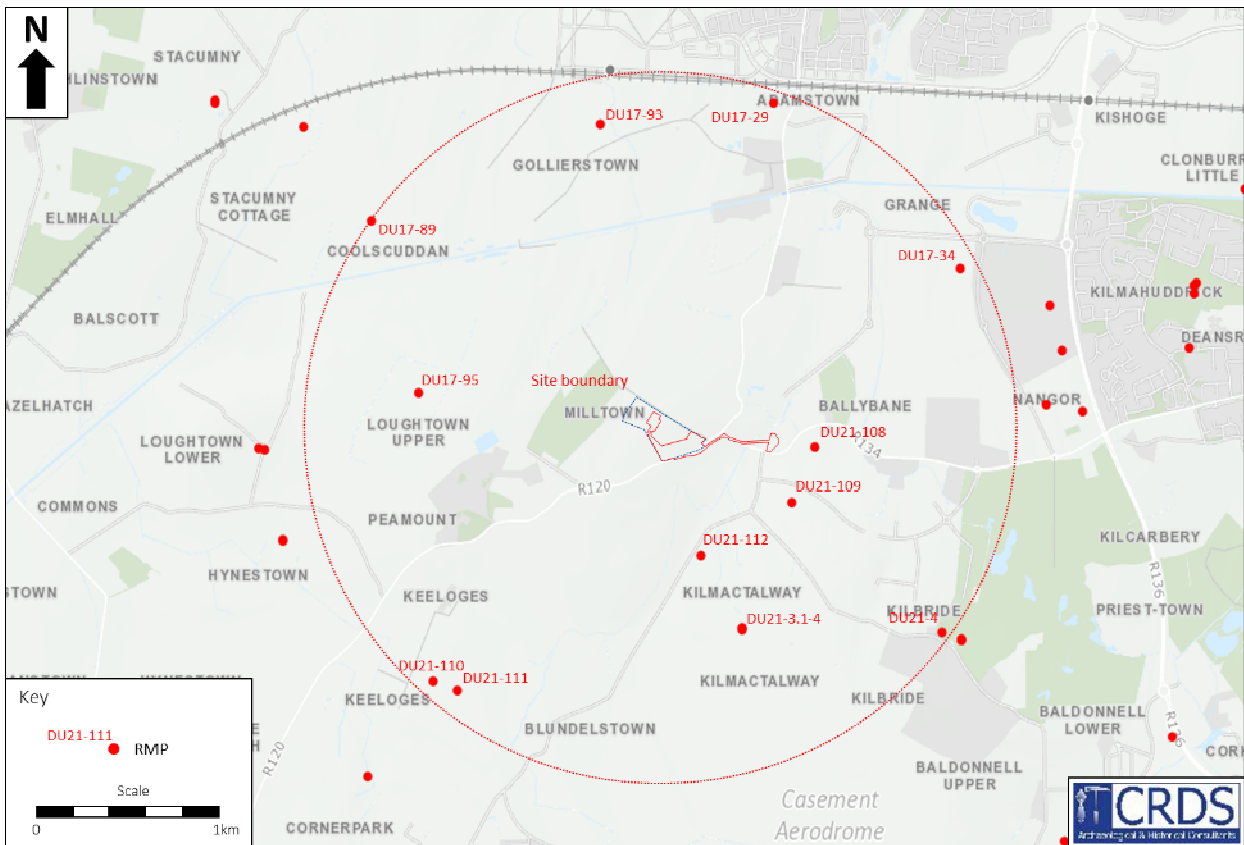 N
STACUMNY
HLINSTOWN
ADAMSTOWN
DU17-93
DU17-29
KISHOGE
GOLLIERSTOWN
CLONBURR
LITTLE
STACUMNY
COTTAGE
ELMHALL
GRANGE
DU17-89
COOLSCUDDAN
DU17-34
KILMAHUDDRICK
BALSCOTT
DEANSR
DU17-95
Site boundary
AZELHATCH
MILLTOWN
BALLYBANE
NANGOR
LOUGHTOWN
UPPER
LOUGHTOWN
LOWER
DU21-108
R134
R120
DU21-109
COMMONS
PEAMOUNT
KILCARBERY
DU21-112
HYNESTOWN
R136
STOWN
KEELOGES
KILMACTALWAY
KILBRIDE
DU21-4
PRIEST-TOWN
DU21-3.1-4
DU21-110
DU21-111
KILMACTALWAY
KEELOGES
KILBRIDE
BLUNDELSTOWN
BALDONNELL
LOWER
R136
CORK
R120
BALDONNELL
UPPER
Casement
Aerodrome
CORNERPARK
Key
DU21-111
RMP
Scale
0
1km
CRDS
Archaeological & Historical Consultants